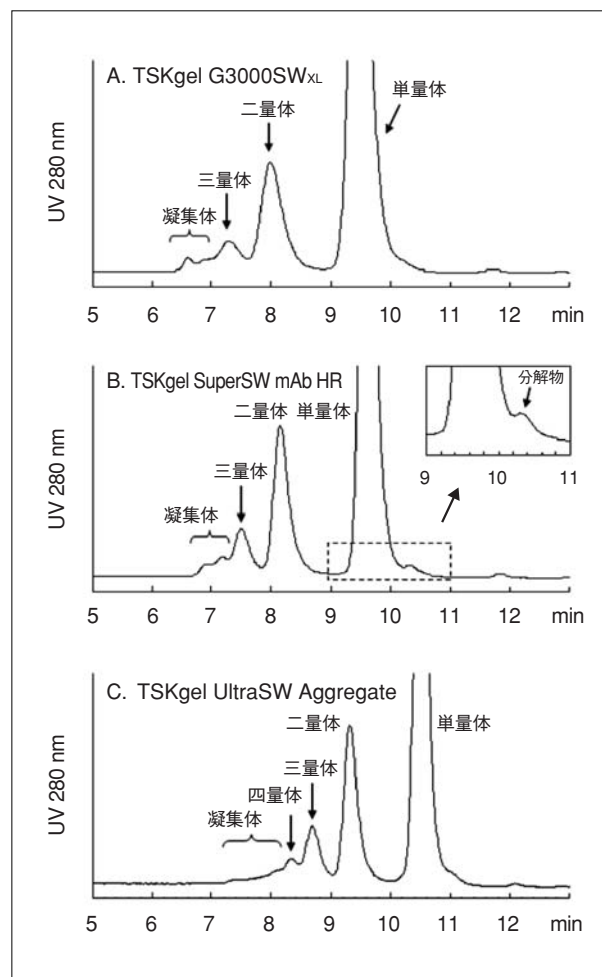 A. TSKgel G3000SWXL
単量体
二量体
三量体
凝集体
UV 280 nm
5 6 7 8 9 10 11 12 min
B. TSKgel SuperSW mAb HR
分解物
二量体 単量体
三量体
凝集体
9 10 11
UV 280 nm
5 6 7 8 9 10 11 12 min
C. TSKgel UltraSW Aggregate
二量体 単量体
三量体
四量体
凝集体
UV 280 nm
5 6 7 8 9 10 11 12 min